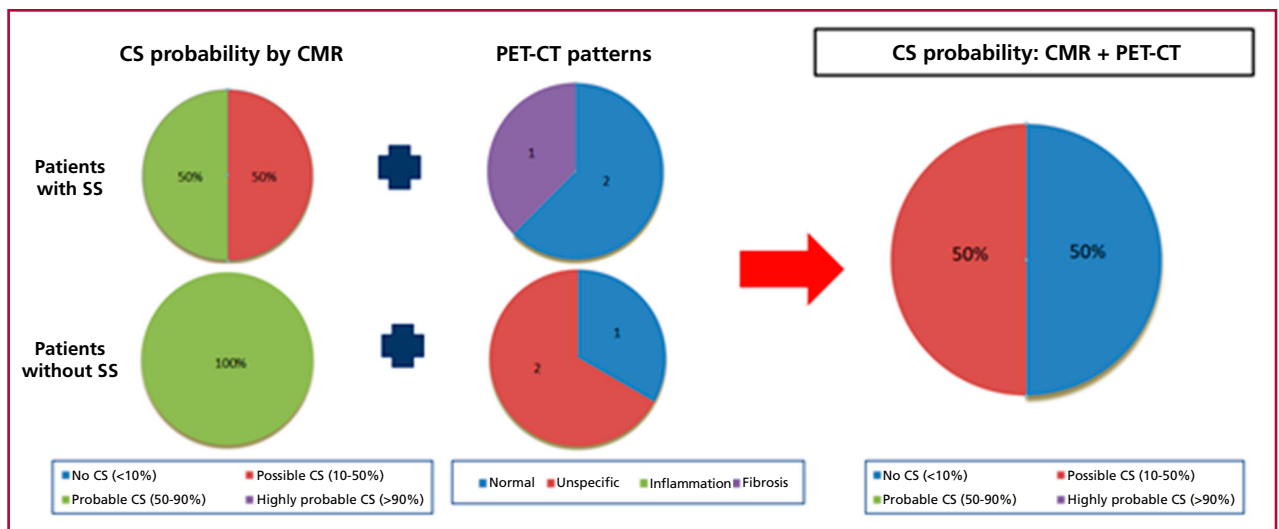 CS probability by CMR
PET-CT patterns
CS probability: CMR + PET-CT
Patients
with SS
50%
50%
1
2
50%
50%
Patients
without SS
100%
1
2
No CS (<10%)
Possible CS (10-50%)
Probable CS (50-90%)
Highly probable CS (>90%)
Normal
Unspecific
Inflammation
Fibrosis
No CS (<10%)
Possible CS (10-50%)
Probable CS (50-90%)
Highly probable CS (>90%)